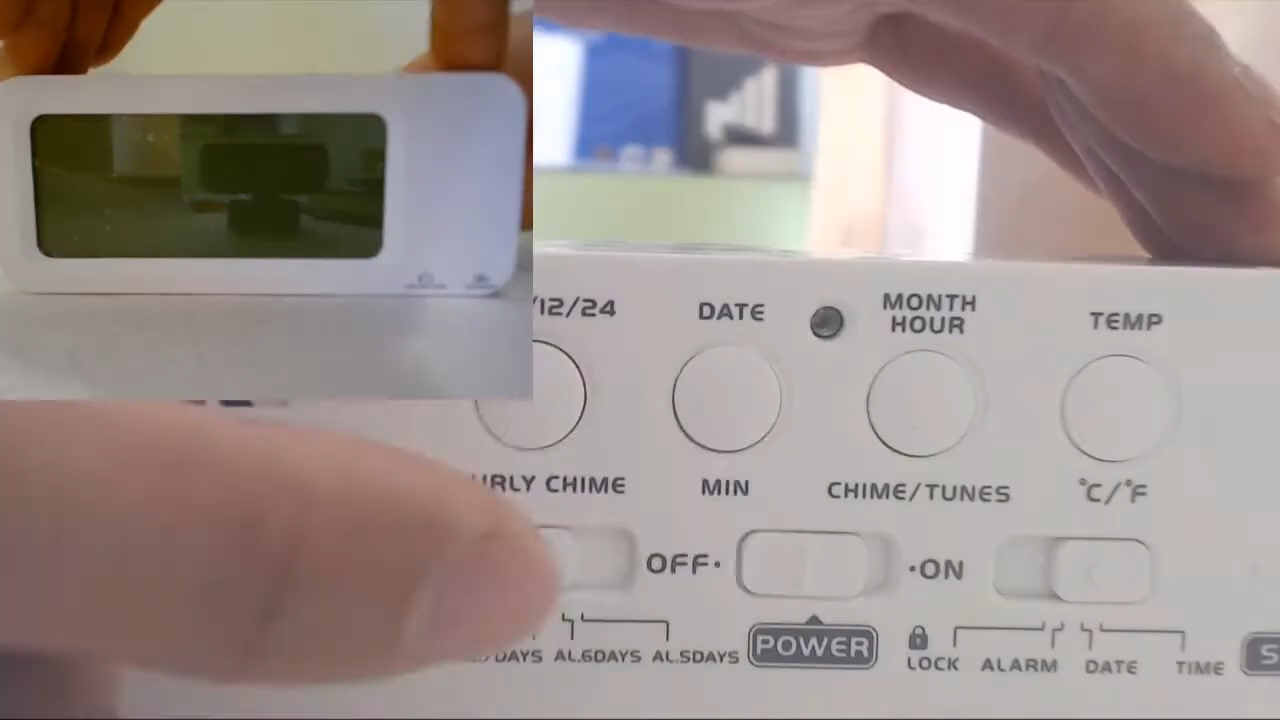 /12/24
DATE
MONTH
HOUR
TEMP
URLY CHIME
MIN
CHIME/TUNES
°C/°F
OFF·
·ON
/DAYS
AL.6DAYS
AL.5DAYS
POWER
LOCK
ALARM
DATE
TIME
S